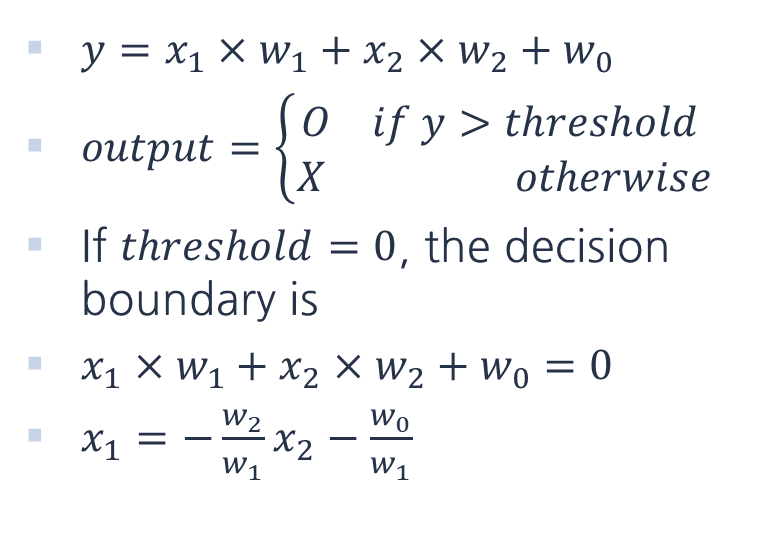 ▪ y = x₁ × w₁ + x₂ × w₂ + w₀
▪ output = { O if y > threshold
X otherwise
▪ If threshold = 0, the decision
boundary is
▪ x₁ × w₁ + x₂ × w₂ + w₀ = 0
▪ x₁ = −w₂/w₁ x₂ − w₀/w₁